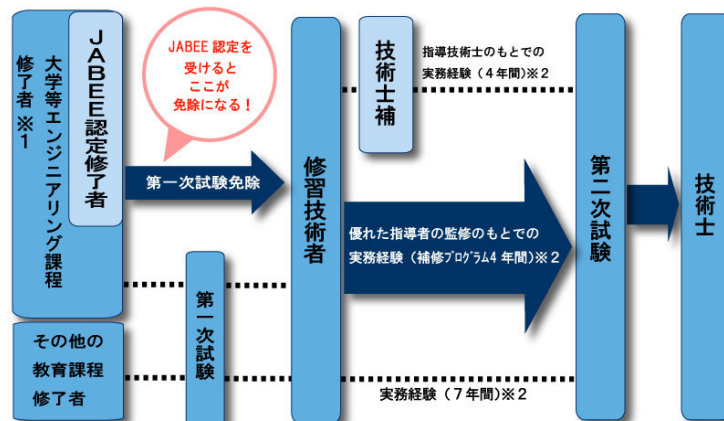 大学等エンジニアリング課程
修了者 ※1
JABEE認定修了者
JABEE 認定を
受けると
ここが
免除になる！
第一次試験免除
第一次試験
その他の
教育課程
修了者
修習技術者
技術士補
指導技術士のもとでの
実務経験（4年間）※2
優れた指導者の監修のもとでの
実務経験（補修プログラム4年間）※2
実務経験（7年間）※2
第二次試験
技術士